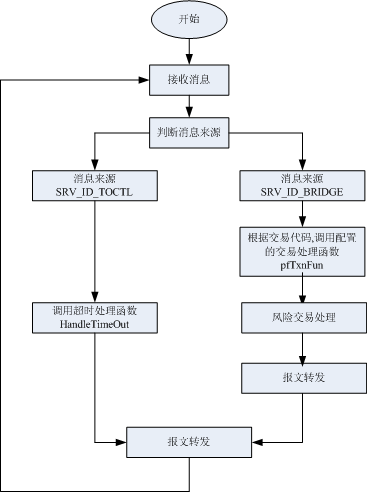 开始
接收消息
判断消息来源
消息来源
SRV_ID_TOCTL
消息来源
SRV_ID_BRIDGE
根据交易代码,调用配置
的交易处理函数
pfTxnFun
调用超时处理函数
HandleTimeOut
风险交易处理
报文转发
报文转发